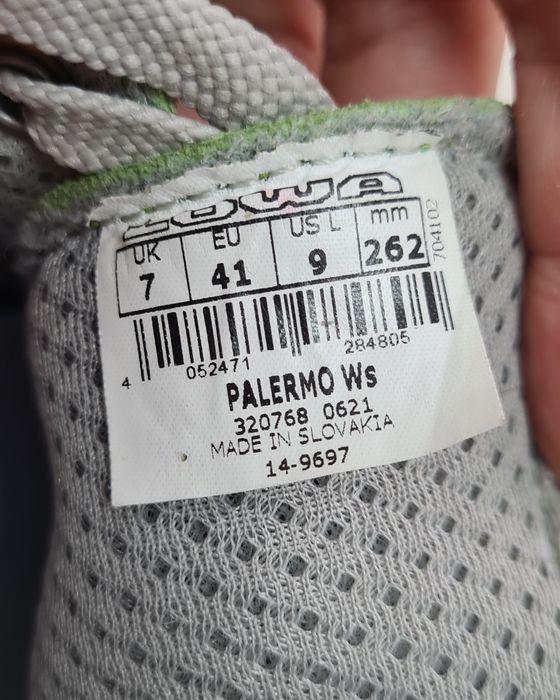 LOWA
UK EU US L mm
7 41 9 262
704102
4 052471 284805
PALERMO Ws
320768 0621
MADE IN SLOVAKIA
14-9697